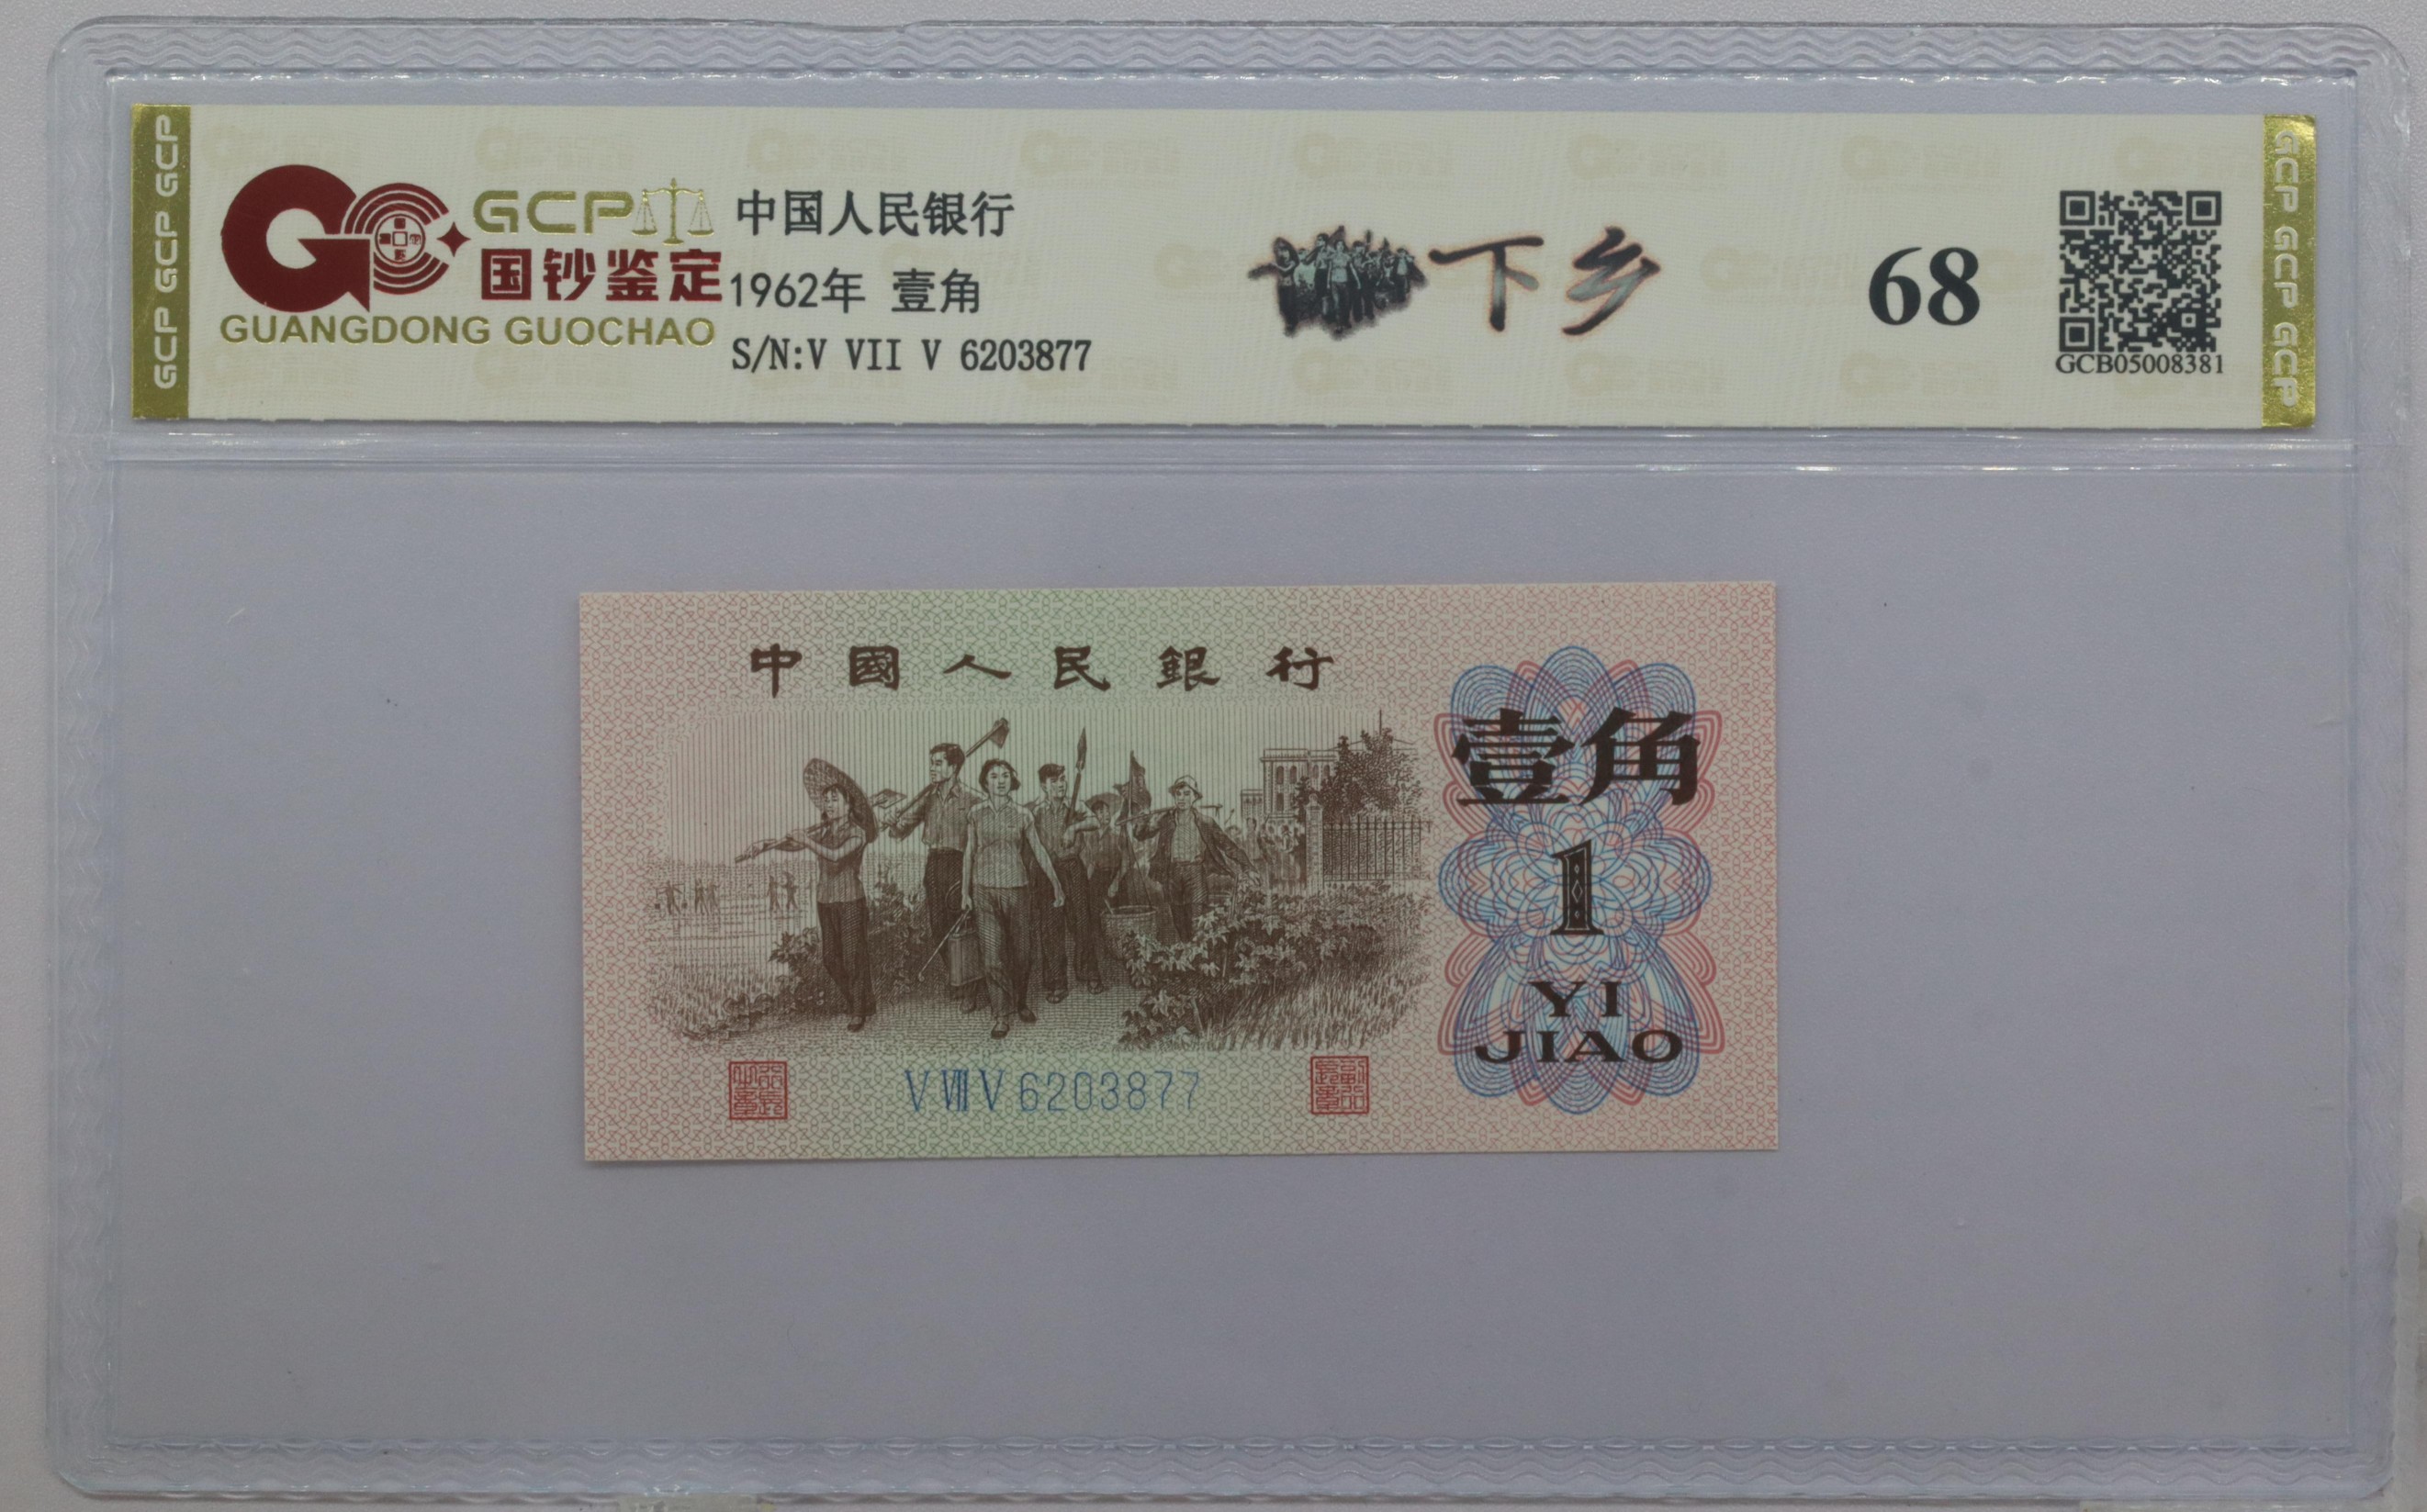 GCP GCP GCP
GCP
国钞鉴定
GUANGDONG GUOCHAO
中国人民银行
1962年 壹角
S/N:V VII V 6203877
下乡
68
GCB05008381
GCP GCP GCP
中國人民銀行
壹角
1
YI
JIAO
V VII V 6203877